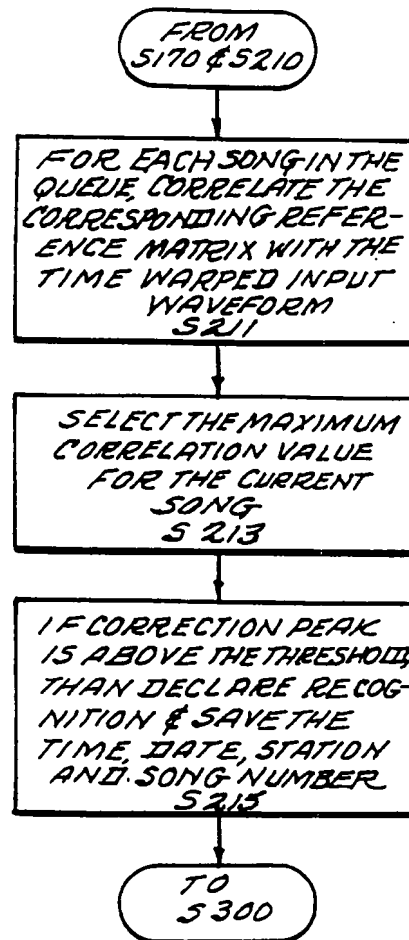 FROM
S170 & S210
FOR EACH SONG IN THE
QUEUE, CORRELATE THE
CORRESPONDING REFER-
ENCE MATRIX WITH THE
TIME WARPED INPUT
WAVEFORM
S211
SELECT THE MAXIMUM
CORRELATION VALUE
FOR THE CURRENT
SONG
S 213
IF CORRECTION PEAK
IS ABOVE THE THRESHOLD,
THAN DECLARE RECOG-
NITION & SAVE THE
TIME, DATE, STATION
AND. SONG NUMBER
S215
TO
S300